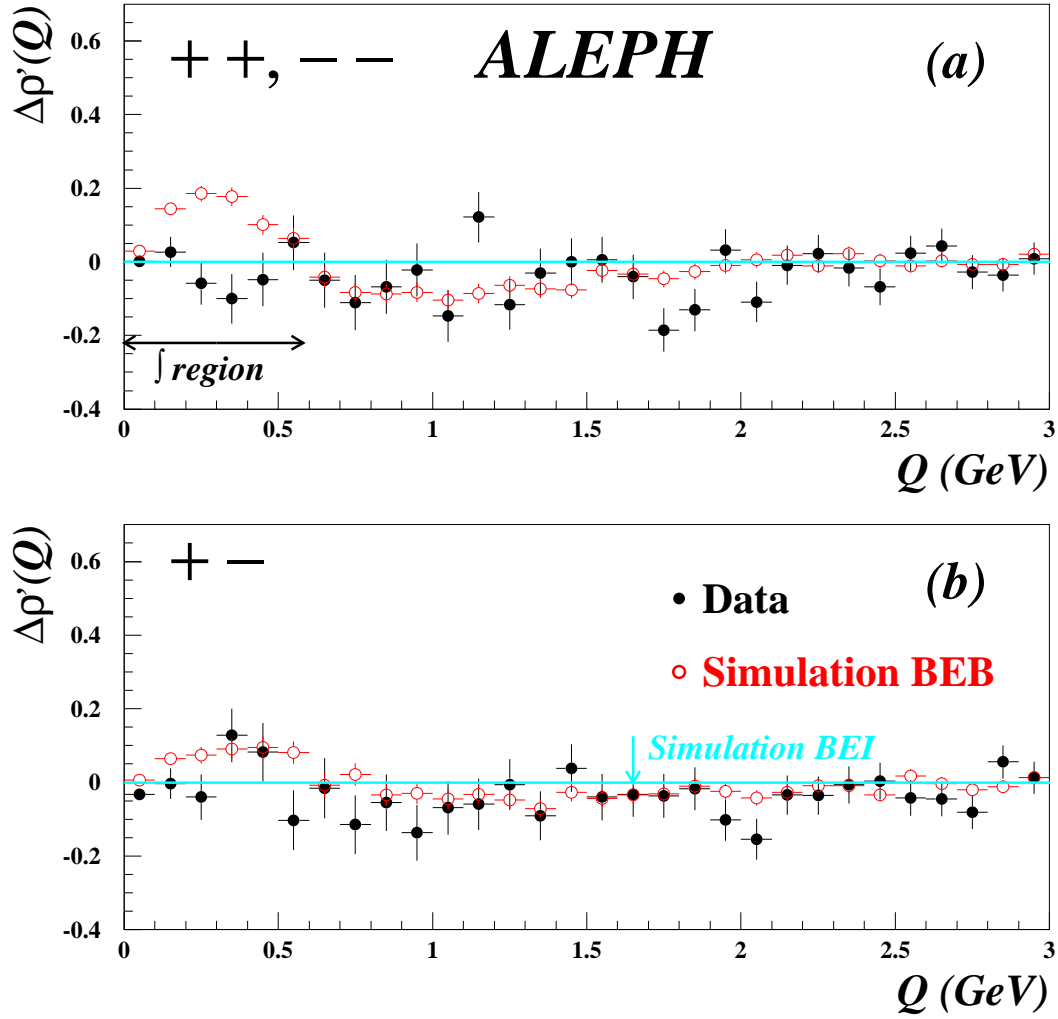 Δρ'(Q)
+ +, − − ALEPH (a)
0.6
0.4
0.2
0
-0.2
-0.4
∫ region
0 0.5 1 1.5 2 2.5 3
Q (GeV)
Δρ'(Q)
+ − (b)
0.6
0.4
0.2
0
-0.2
-0.4
Data
Simulation BEB
Simulation BEI
0 0.5 1 1.5 2 2.5 3
Q (GeV)